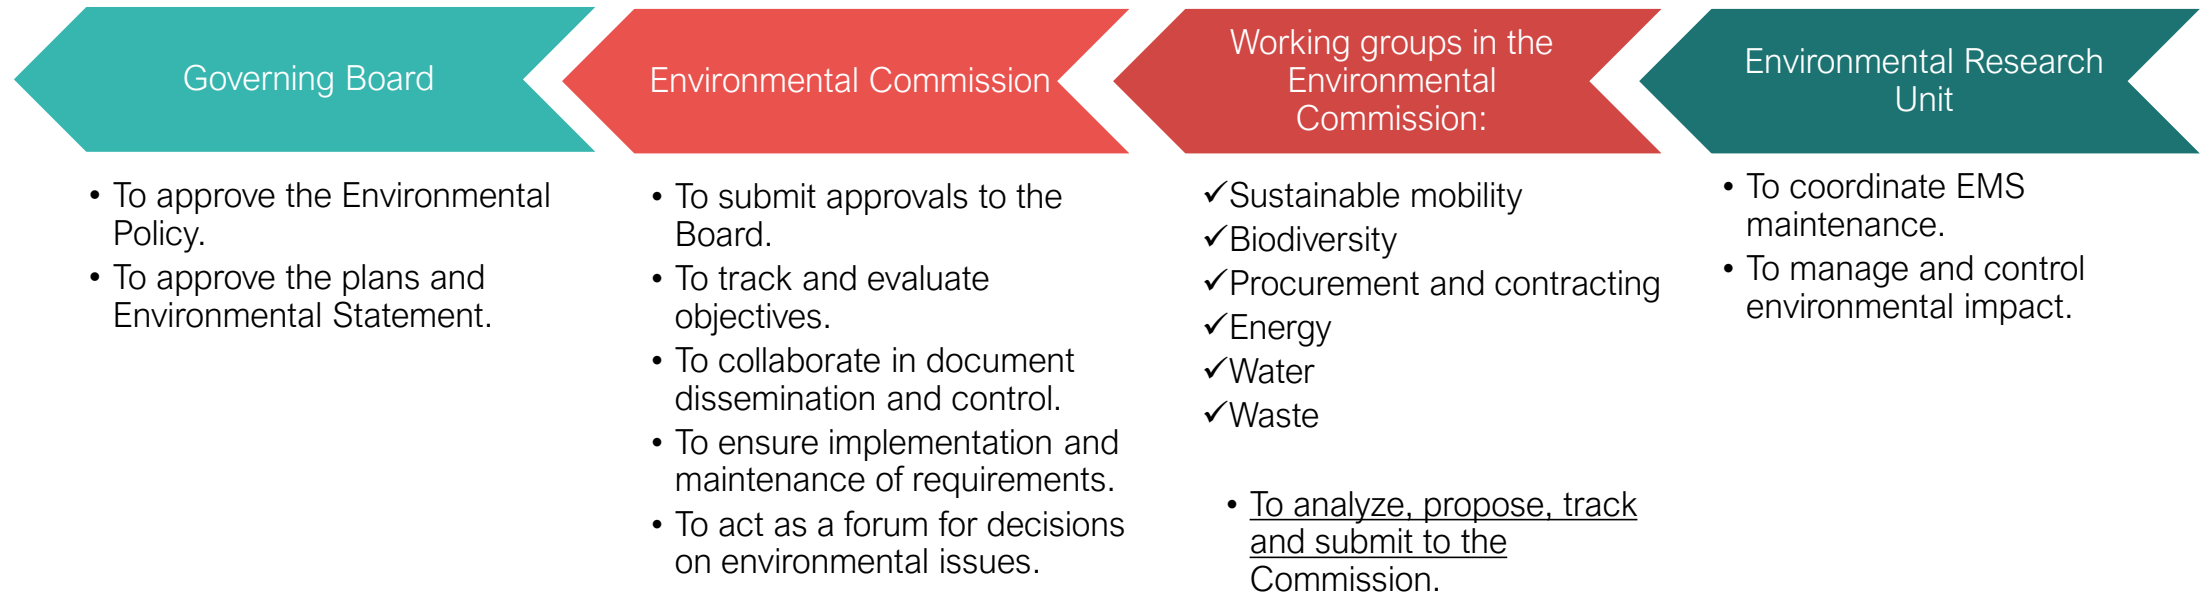 Governing Board
• To approve the Environmental
Policy.
• To approve the plans and
Environmental Statement.
Environmental Commission
• To submit approvals to the
Board.
• To track and evaluate
objectives.
• To collaborate in document
dissemination and control.
• To ensure implementation and
maintenance of requirements.
• To act as a forum for decisions
on environmental issues.
Working groups in the
Environmental
Commission:
✓Sustainable mobility
✓Biodiversity
✓Procurement and contracting
✓Energy
✓Water
✓Waste
• To analyze, propose, track
and submit to the
Commission.
Environmental Research
Unit
• To coordinate EMS
maintenance.
• To manage and control
environmental impact.